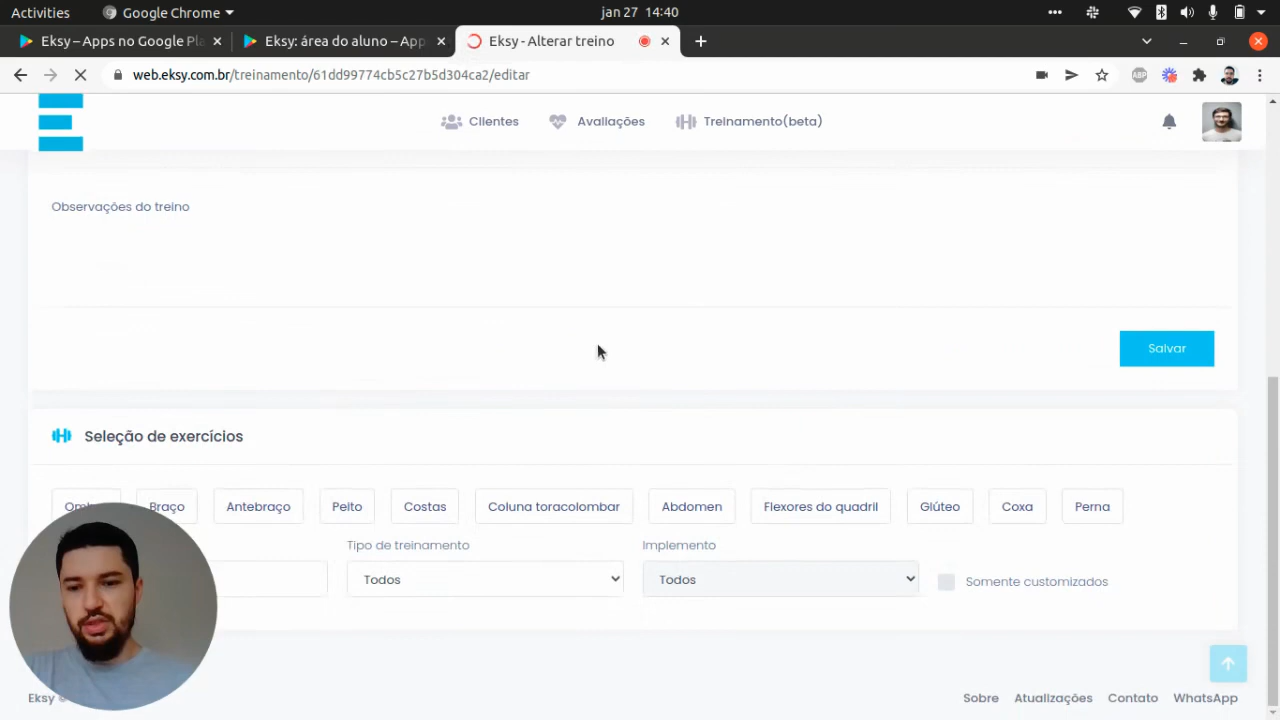 Activities Google Chrome jan 27 14:40
Eksy – Apps no Google Pla Eksy: área do aluno – App Eksy - Alterar treino
web.eksy.com.br/treinamento/61dd99774cb5c27b5d304ca2/editar
ABP
Clientes Avaliações Treinamento(beta)
Observações do treino
Salvar
Seleção de exercícios
Braço Antebraço Peito Costas Coluna toracolombar Abdomen Flexores do quadril Glúteo Coxa Perna
Tipo de treinamento Implemento
Todos Todos Somente customizados
Eksy © Sobre Atualizações Contato WhatsApp